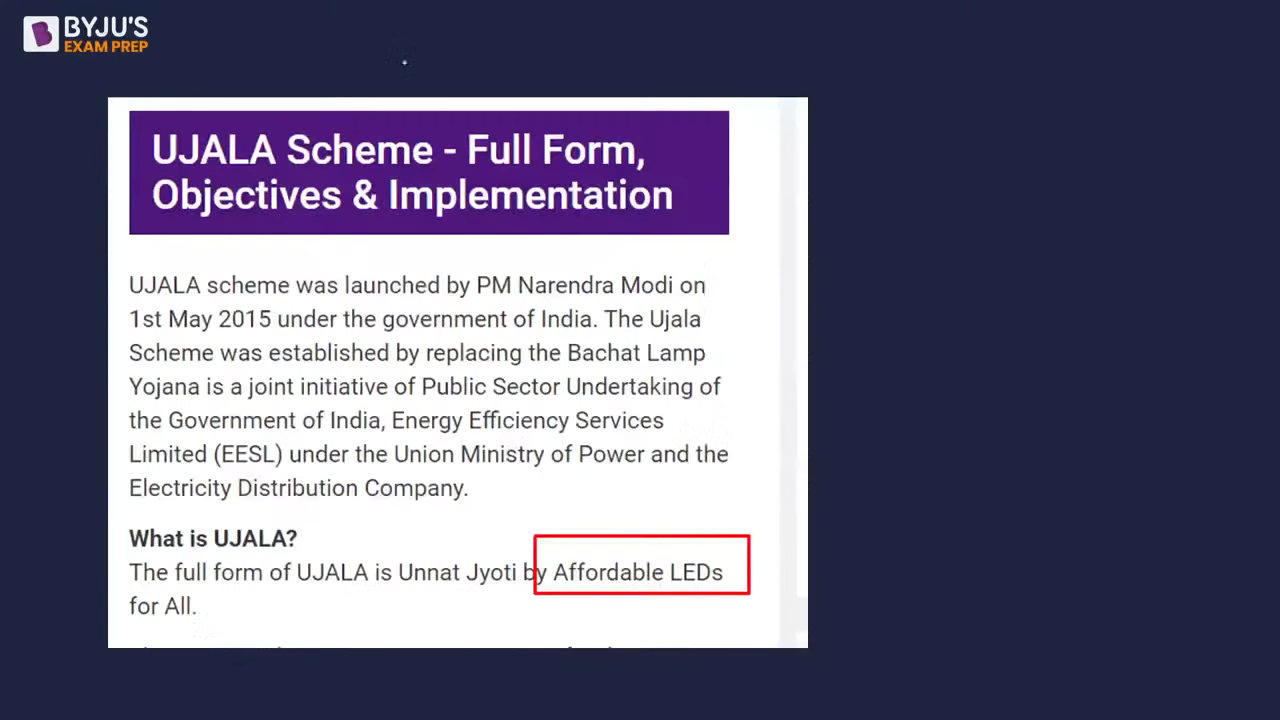 BYJU'S
EXAM PREP
UJALA Scheme - Full Form,
Objectives & Implementation
UJALA scheme was launched by PM Narendra Modi on
1st May 2015 under the government of India. The Ujala
Scheme was established by replacing the Bachat Lamp
Yojana is a joint initiative of Public Sector Undertaking of
the Government of India, Energy Efficiency Services
Limited (EESL) under the Union Ministry of Power and the
Electricity Distribution Company.
What is UJALA?
The full form of UJALA is Unnat Jyoti by Affordable LEDs
for All.